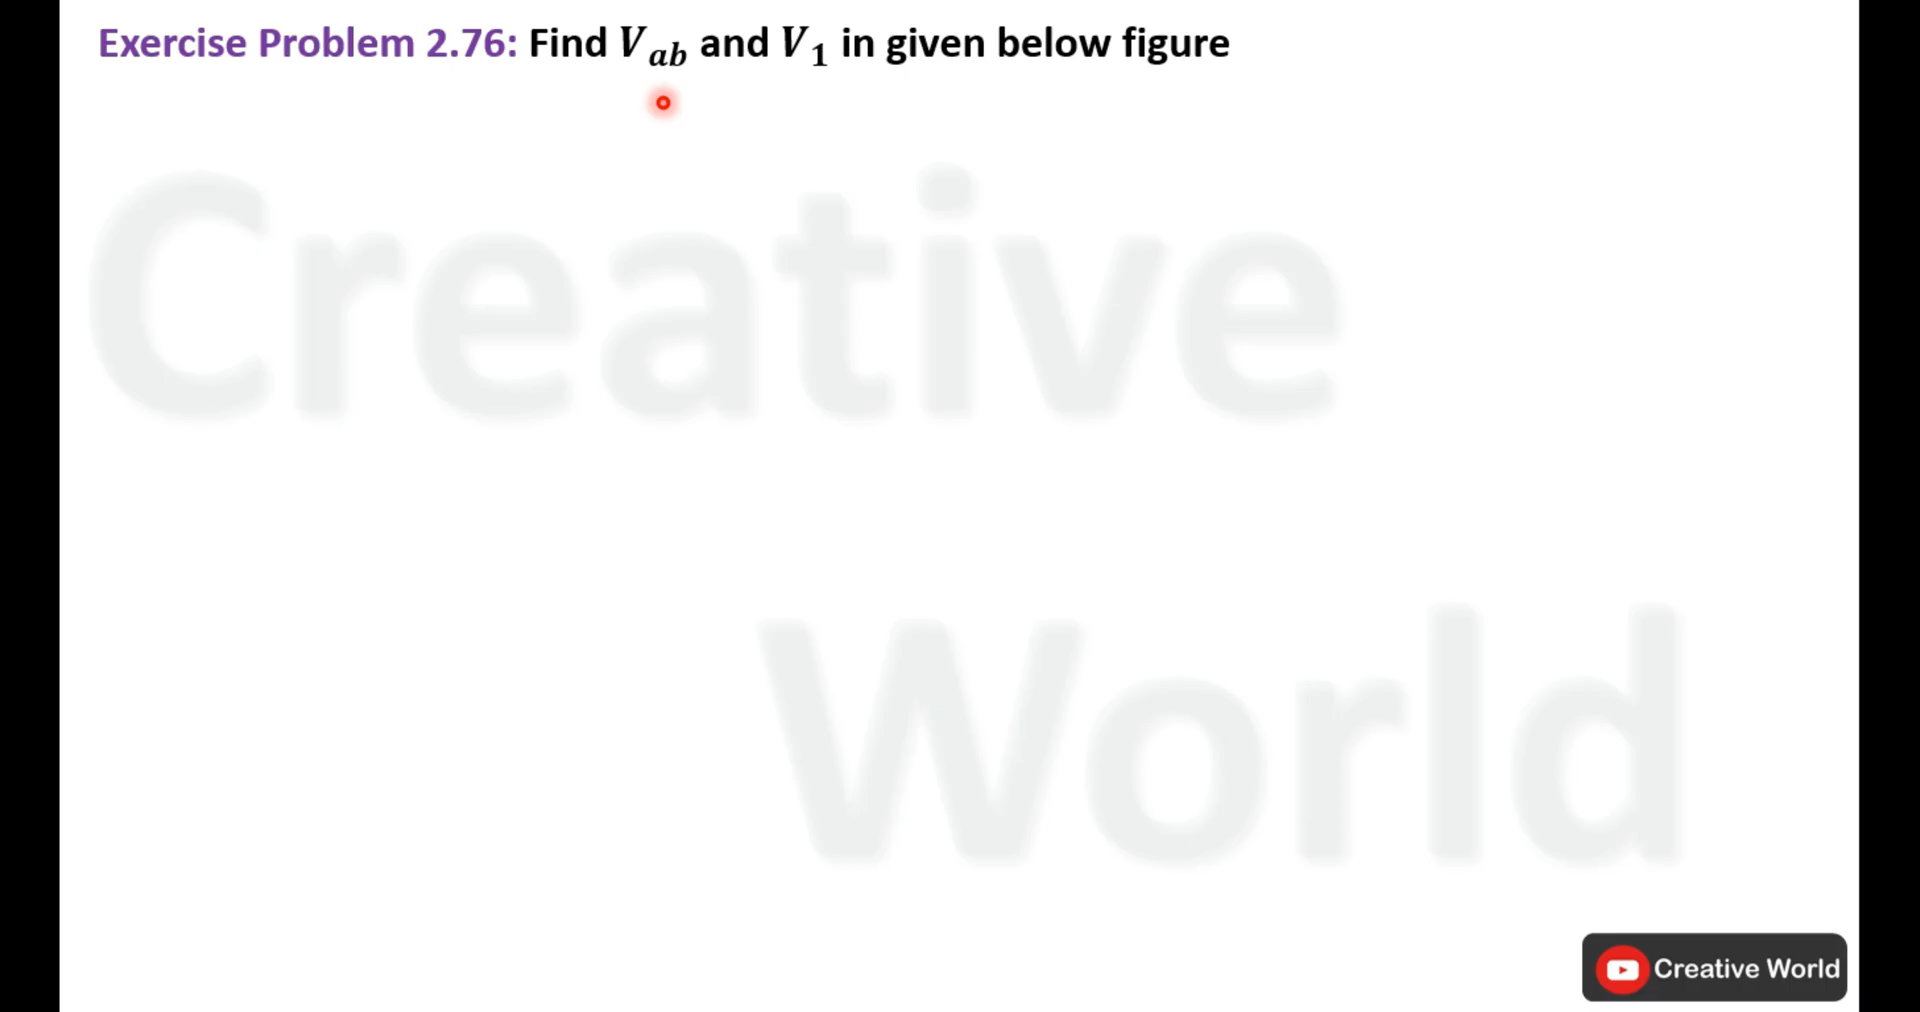 Exercise Problem 2.76: Find V_ab and V_1 in given below figure
Creative
World
Creative World